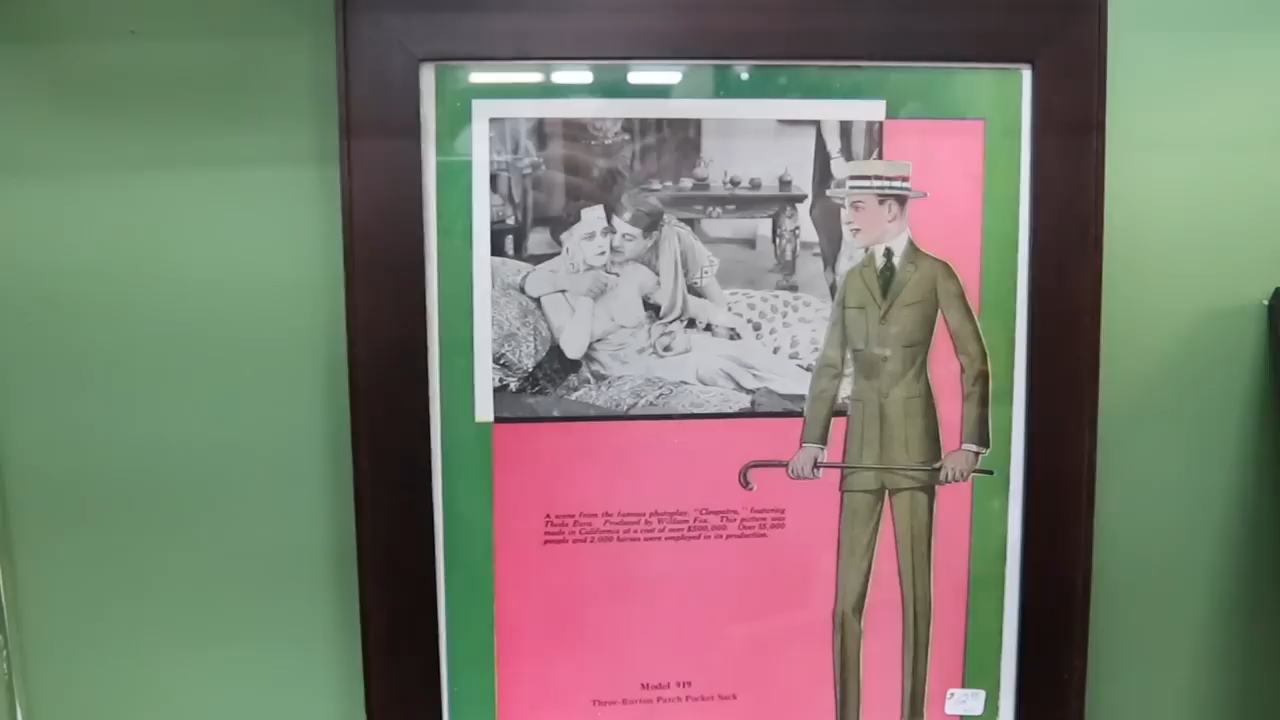 A scene from the famous photoplay, "Cleopatra," featuring
Theda Bara. Produced by William Fox. This picture was
made in California at a cost of over $500,000. Over 15,000
people and 2,000 horses were employed in its production.
Model 919
Three-Button Patch Pocket Sack